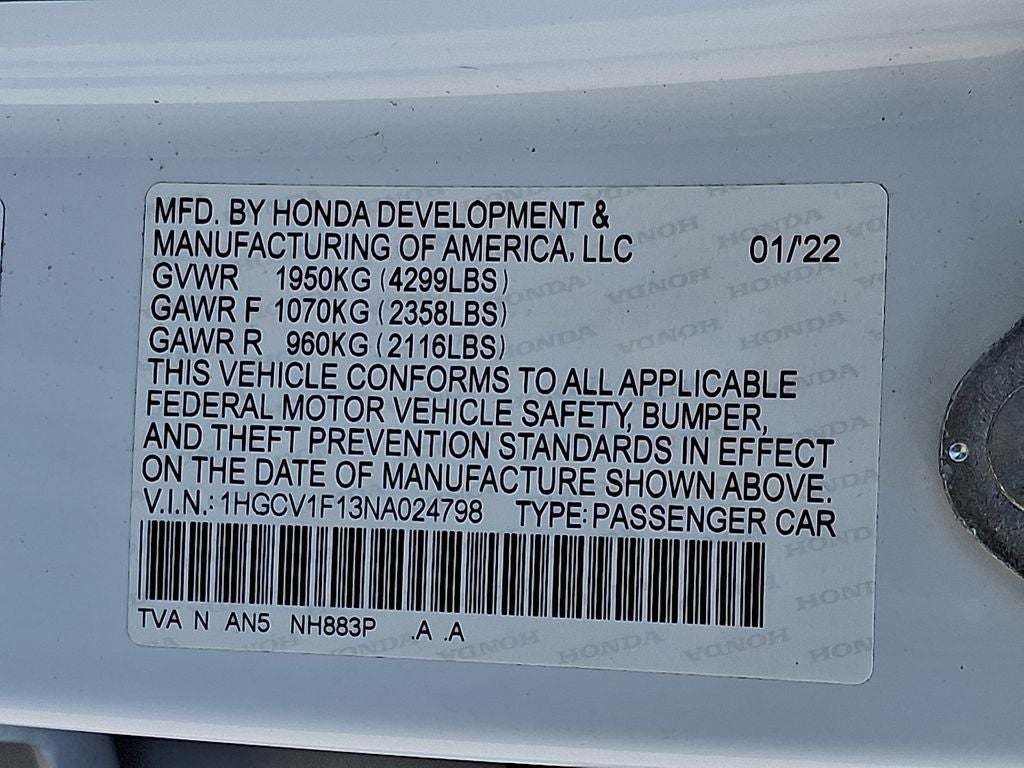 MFD. BY HONDA DEVELOPMENT &
MANUFACTURING OF AMERICA, LLC 01/22
GVWR 1950KG (4299LBS)
GAWR F 1070KG (2358LBS)
GAWR R 960KG (2116LBS)
THIS VEHICLE CONFORMS TO ALL APPLICABLE
FEDERAL MOTOR VEHICLE SAFETY, BUMPER,
AND THEFT PREVENTION STANDARDS IN EFFECT
ON THE DATE OF MANUFACTURE SHOWN ABOVE.
V.I.N.: 1HGCV1F13NA024798 TYPE: PASSENGER CAR
TVA N AN5 NH883P .A .A